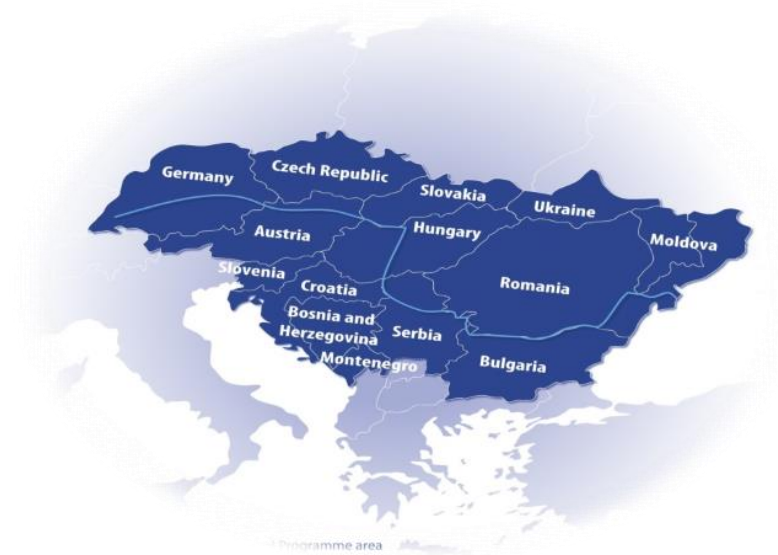 Germany
Czech Republic
Slovakia
Ukraine
Moldova
Austria
Hungary
Slovenia
Croatia
Romania
Bosnia and
Herzegovina
Serbia
Montenegro
Bulgaria
Programme area